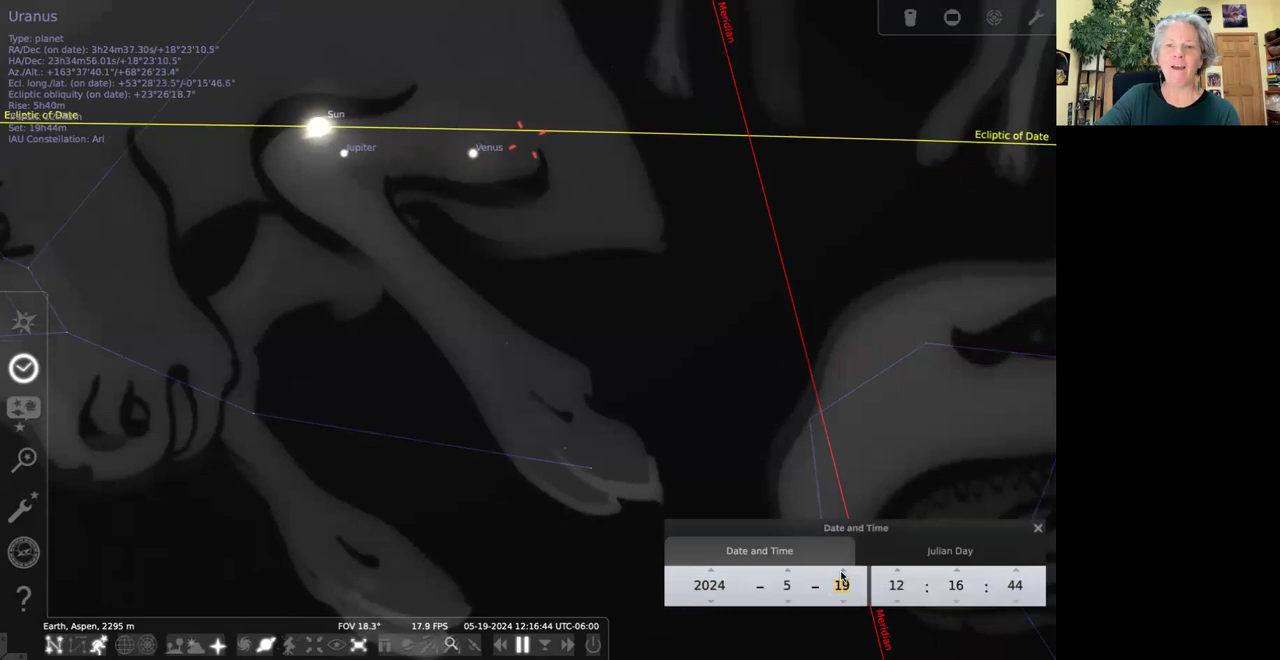 Uranus
Type: planet
RA/Dec (on date): 3h24m37.30s/+18°23'10.5"
HA/Dec: 23h34m56.01s/+18°23'10.5"
Az./Alt.: +163°37'40.1"/+68°26'23.4"
Ecl. long./lat. (on date): +53°28'23.5"/-0°15'46.6"
Ecliptic obliquity (on date): +23°26'18.7"
Rise: 5h40m
Ecliptic of Date
Set: 19h44m
IAU Constellation: Ari
Sun
Jupiter
Venus
Meridian
Ecliptic of Date
Date and Time
Date and Time
Julian Day
2024 – 5 – 19
12 : 16 : 44
Meridian
Earth, Aspen, 2295 m
FOV 18.3°
17.9 FPS
05-19-2024 12:16:44 UTC-06:00